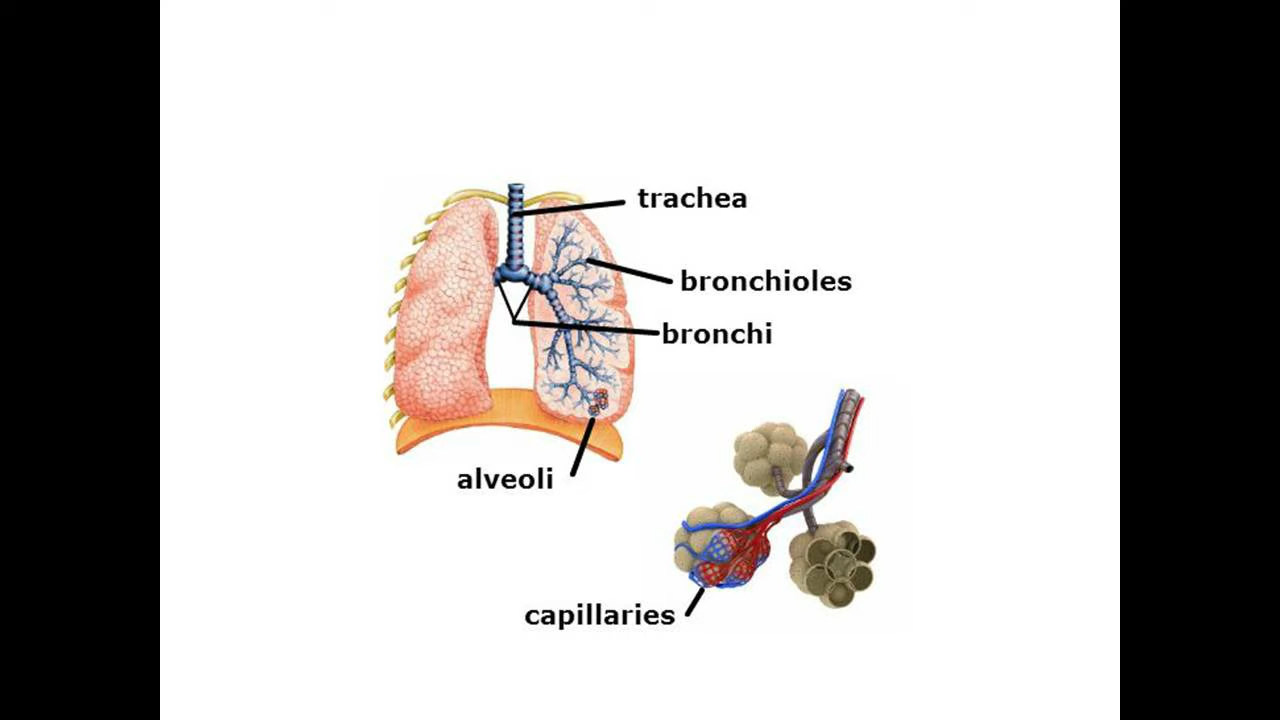 trachea
bronchioles
bronchi
alveoli
capillaries